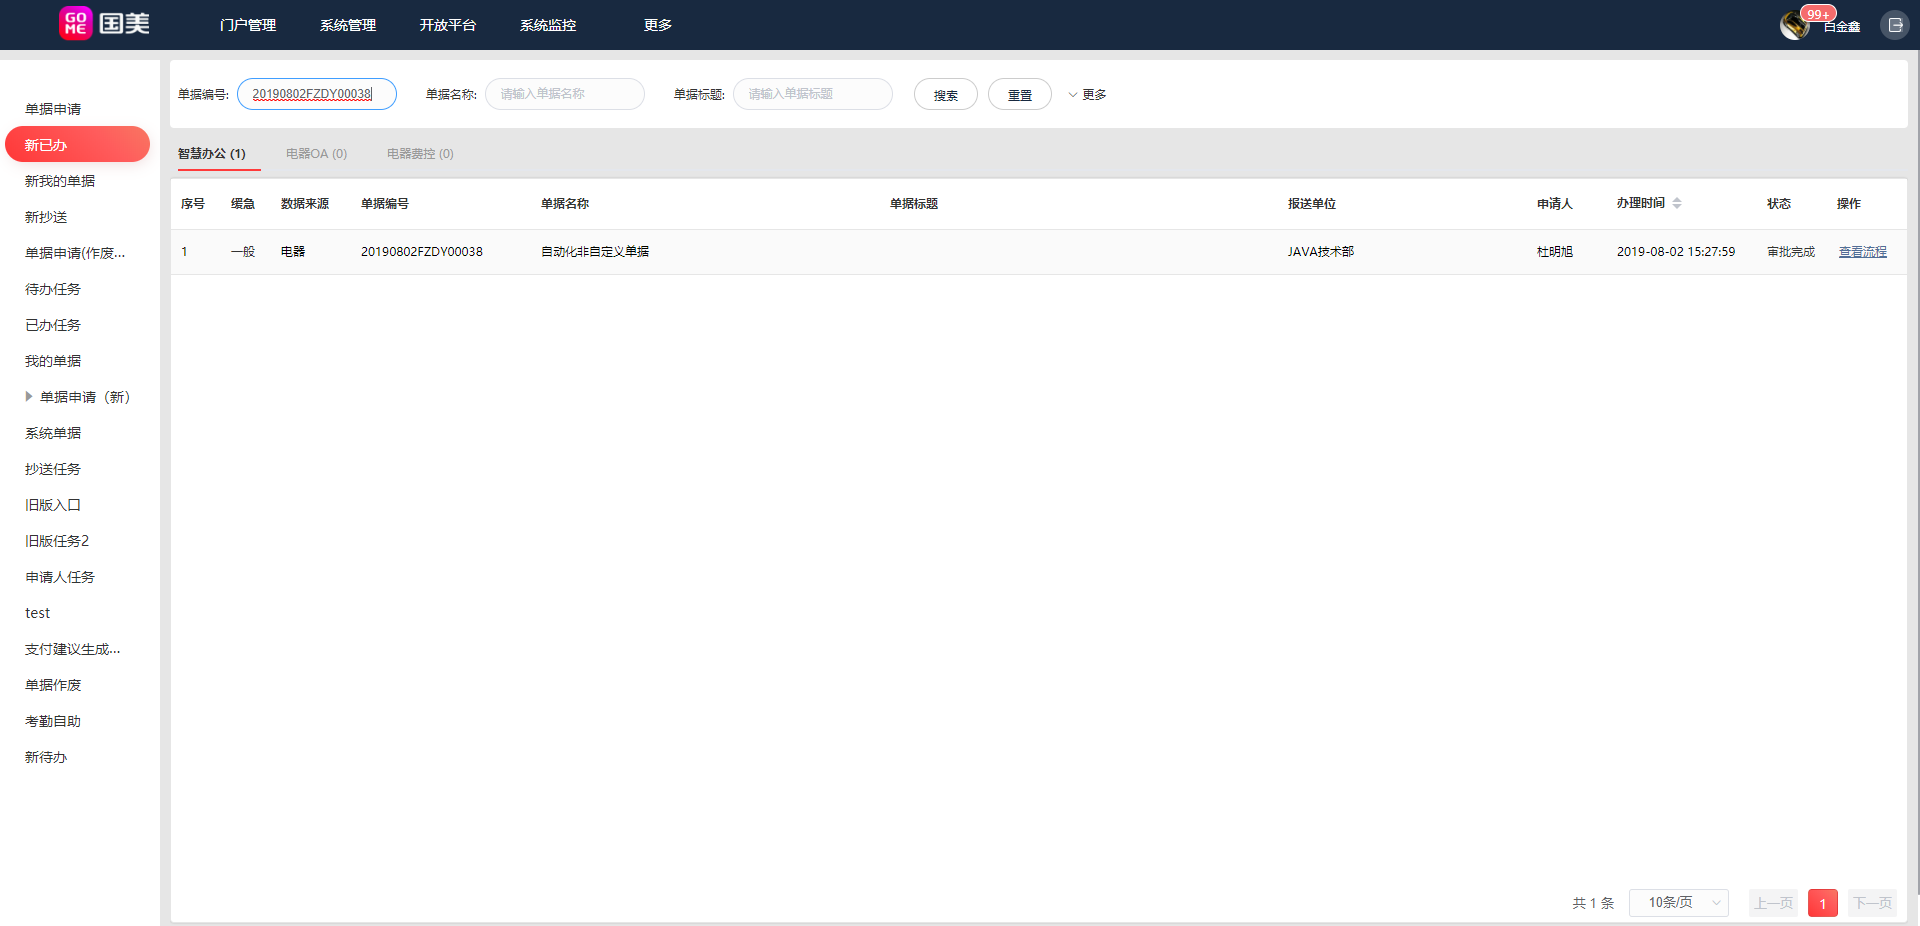 GOME 国美 门户管理 系统管理 开放平台 系统监控 更多 99+ 白金鑫
单据编号: 20190802FZDY00038 单据名称: 请输入单据名称 单据标题: 请输入单据标题 搜索 重置 更多
单据申请
新已办
新我的单据
新抄送
单据申请(作废...
待办任务
已办任务
我的单据
单据申请（新）
系统单据
抄送任务
旧版入口
旧版任务2
申请人任务
test
支付建议生成...
单据作废
考勤自助
新待办
智慧办公 (1) 电器OA (0) 电器费控 (0)
序号 缓急 数据来源 单据编号 单据名称 单据标题 报送单位 申请人 办理时间 状态 操作
1 一般 电器 20190802FZDY00038 自动化非自定义单据 JAVA技术部 杜明旭 2019-08-02 15:27:59 审批完成 查看流程
共 1 条 10条/页 上一页 1 下一页